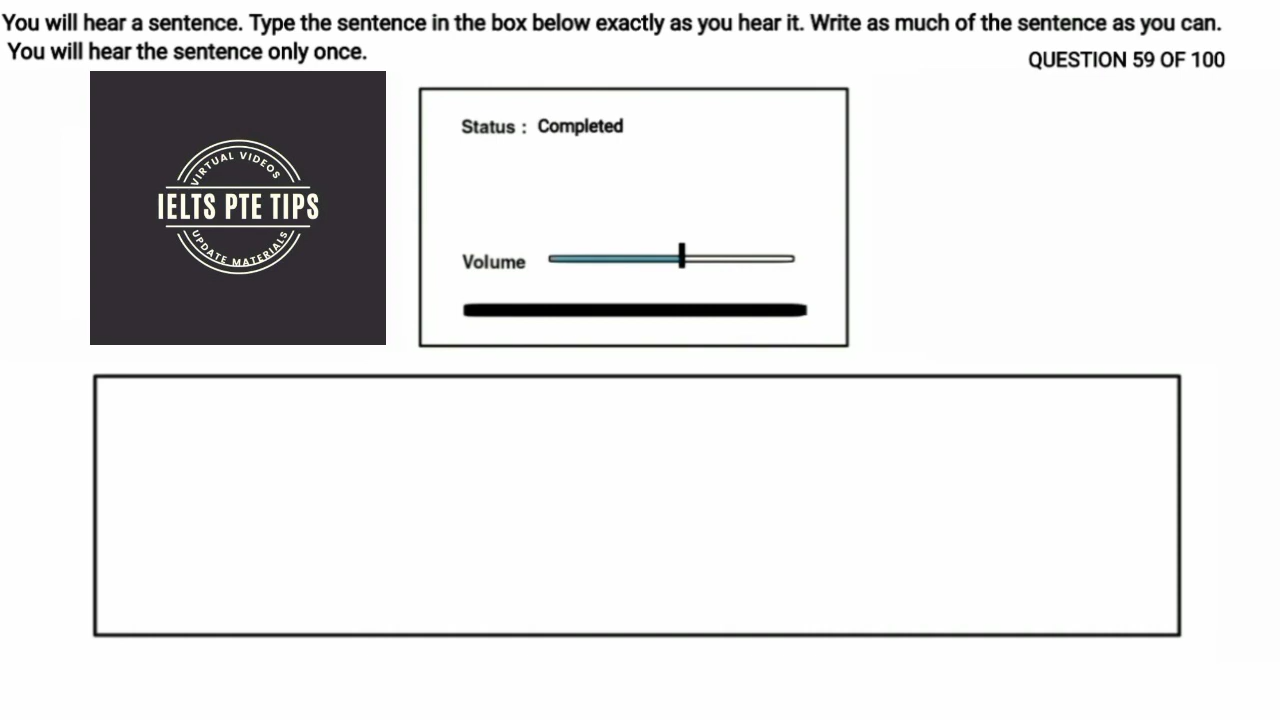 You will hear a sentence. Type the sentence in the box below exactly as you hear it. Write as much of the sentence as you can.
You will hear the sentence only once.
QUESTION 59 OF 100
VIRTUAL VIDEOS
IELTS PTE TIPS
UPDATE MATERIALS
Status : Completed
Volume